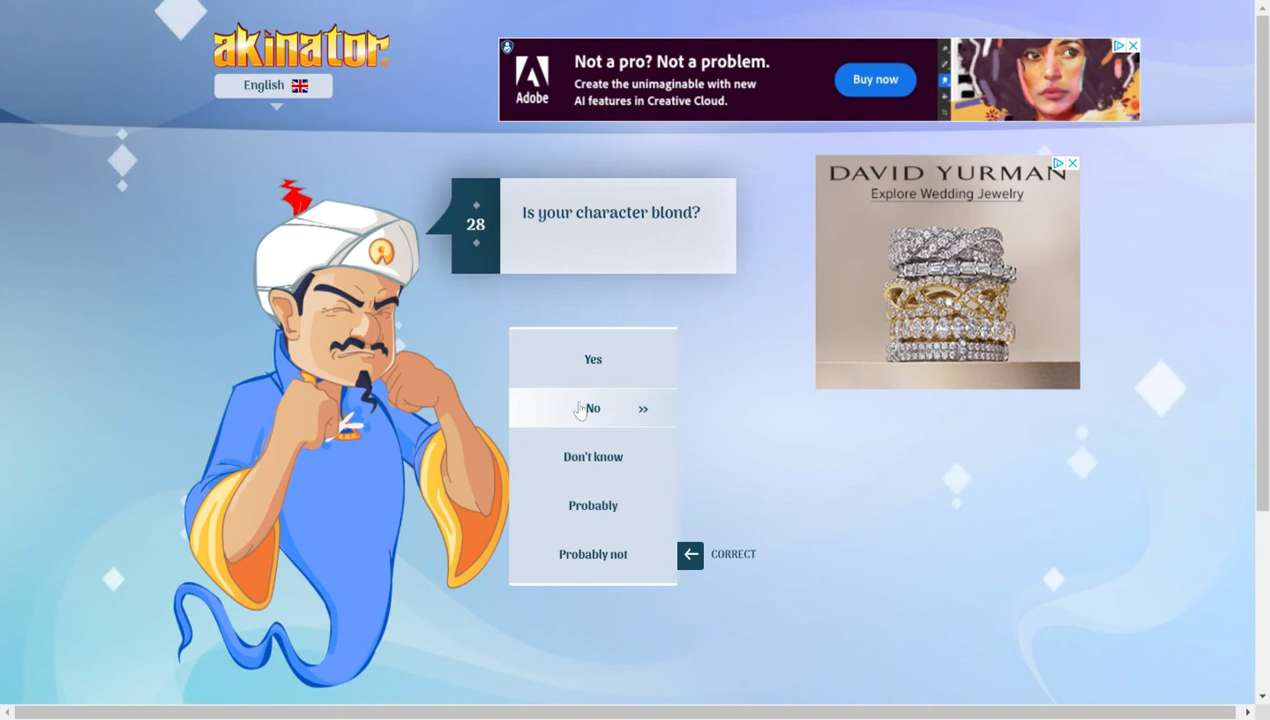 akinator.
English
Adobe
Not a pro? Not a problem.
Create the unimaginable with new
AI features in Creative Cloud.
Buy now
28
Is your character blond?
DAVID YURMAN
Explore Wedding Jewelry
Yes
No >>
Don't know
Probably
Probably not
CORRECT